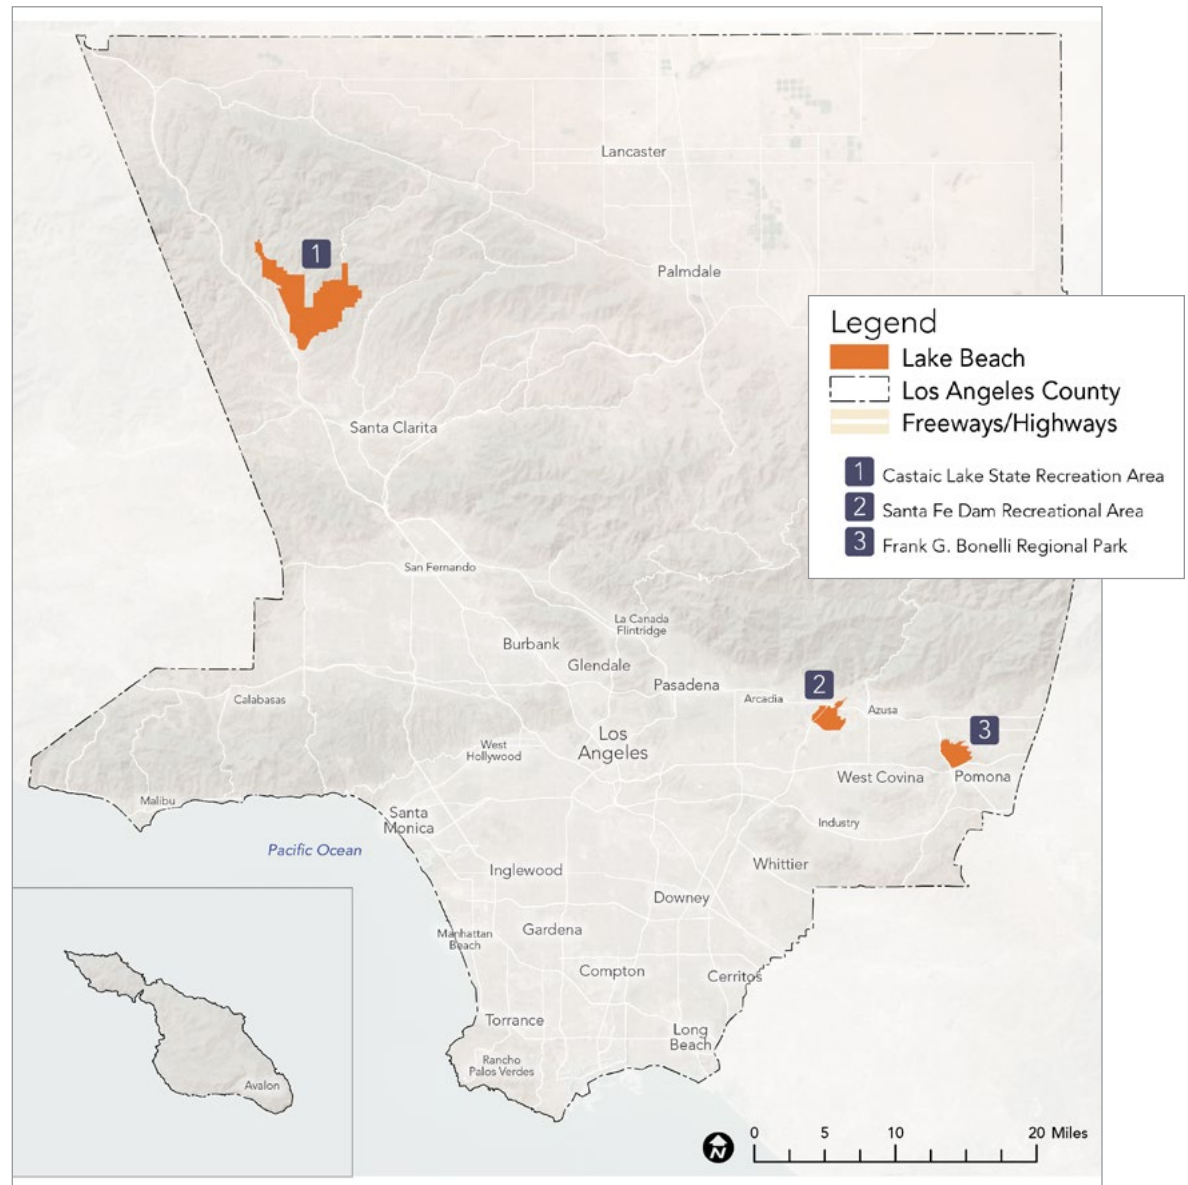 Lancaster
1
Palmdale
Legend
Lake Beach
Los Angeles County
Freeways/Highways
1 Castaic Lake State Recreation Area
2 Santa Fe Dam Recreational Area
3 Frank G. Bonelli Regional Park
Santa Clarita
San Fernando
La Canada
Flintridge
Burbank
Glendale
Pasadena
2
Arcadia
Azusa
Calabasas
3
Los
Angeles
West
Hollywood
West Covina
Pomona
Malibu
Santa
Monica
Industry
Pacific Ocean
Inglewood
Whittier
Downey
Manhattan
Beach
Gardena
Compton
Cerritos
Torrance
Long
Beach
Rancho
Palos Verdes
Avalon
N
0 5 10 20 Miles